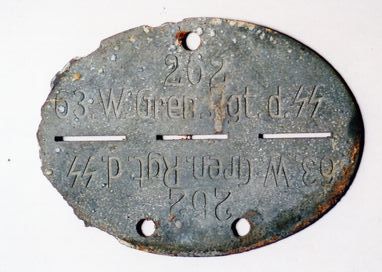 262
63. W. Gren. Rgt. d. ᛋᛋ
63. W. Gren. Rgt. d. ᛋᛋ
262